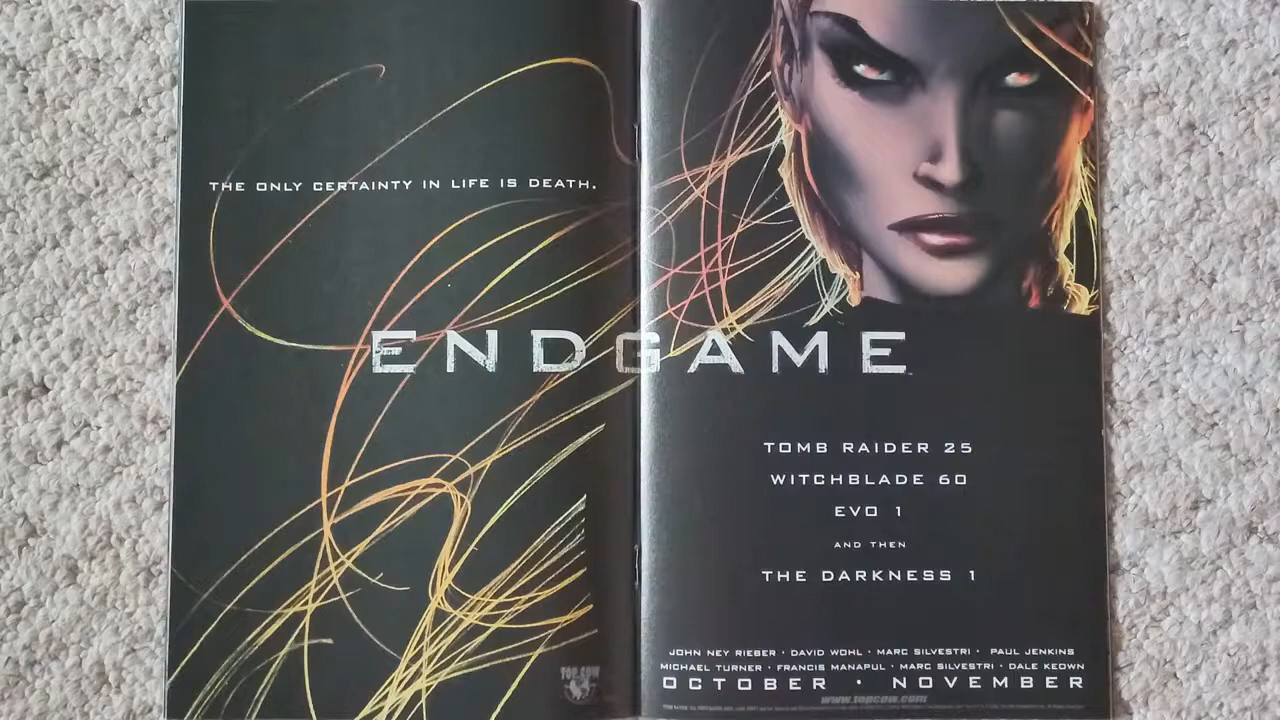 THE ONLY CERTAINTY IN LIFE IS DEATH.
ENDGAME
TOMB RAIDER 25
WITCHBLADE 60
EVO 1
AND THEN
THE DARKNESS 1
JOHN NEY RIEBER · DAVID WOHL · MARC SILVESTRI · PAUL JENKINS
MICHAEL TURNER · FRANCIS MANAPUL · MARC SILVESTRI · DALE KEOWN
OCTOBER · NOVEMBER
TOP COW
www.topcow.com